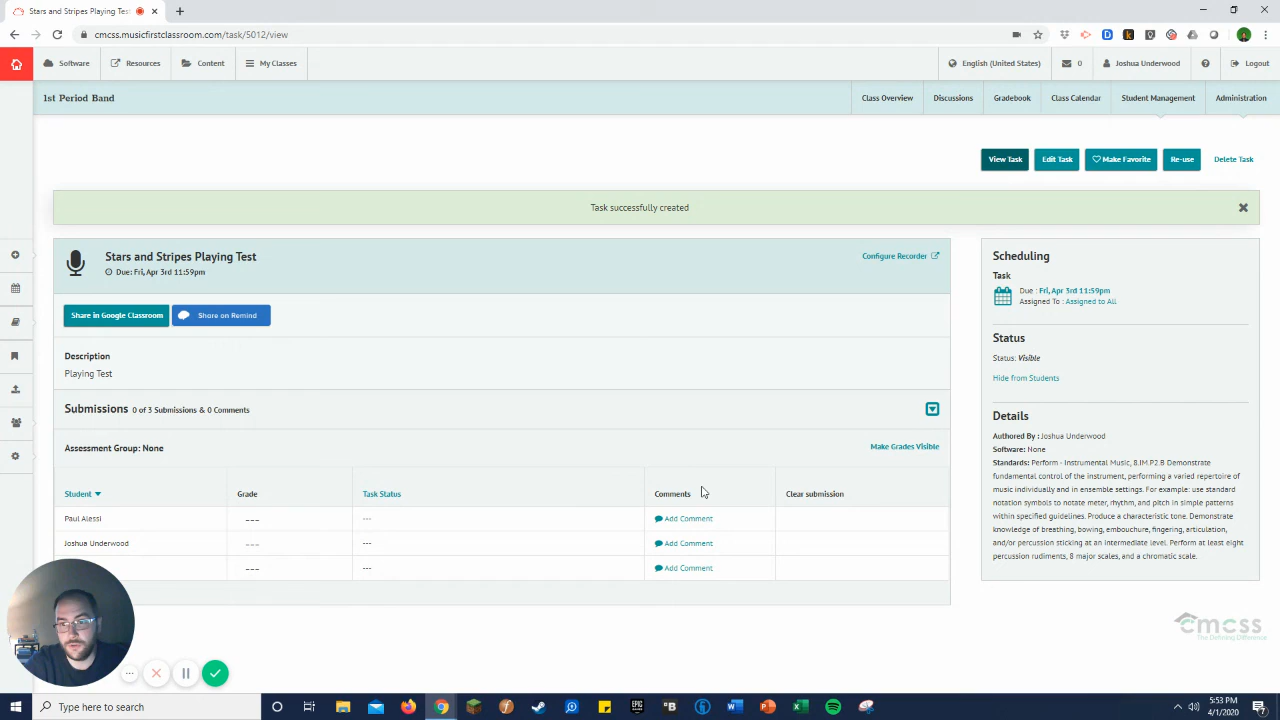 Stars and Stripes Playing Tes
cmcss.musicfirstclassroom.com/task/5012/view
Software
Resources
Content
My Classes
English (United States)
0
Joshua Underwood
Logout
1st Period Band
Class Overview
Discussions
Gradebook
Class Calendar
Student Management
Administration
View Task
Edit Task
Make Favorite
Re-use
Delete Task
Task successfully created
Stars and Stripes Playing Test
Due: Fri, Apr 3rd 11:59pm
Configure Recorder
Share in Google Classroom
Share on Remind
Description
Playing Test
Submissions 0 of 3 Submissions & 0 Comments
Assessment Group: None
Make Grades Visible
Student
Grade
Task Status
Comments
Clear submission
Paul Alessi
---
---
Add Comment
Joshua Underwood
---
---
Add Comment
---
---
Add Comment
Scheduling
Task
Due : Fri, Apr 3rd 11:59pm
Assigned To : Assigned to All
Status
Status: Visible
Hide from Students
Details
Authored By : Joshua Underwood
Software: None
Standards: Perform - Instrumental Music, 8.IM.P2.B Demonstrate
fundamental control of the instrument, performing a varied repertoire of
music individually and in ensemble settings. For example: use standard
notation symbols to notate meter, rhythm, and pitch in simple patterns
within specified guidelines. Produce a characteristic tone. Demonstrate
knowledge of breathing, bowing, embouchure, fingering, articulation,
and/or percussion sticking at an intermediate level. Perform at least eight
percussion rudiments, 8 major scales, and a chromatic scale.
cmcss
The Defining Difference
Type here to search
5:53 PM
4/1/2020